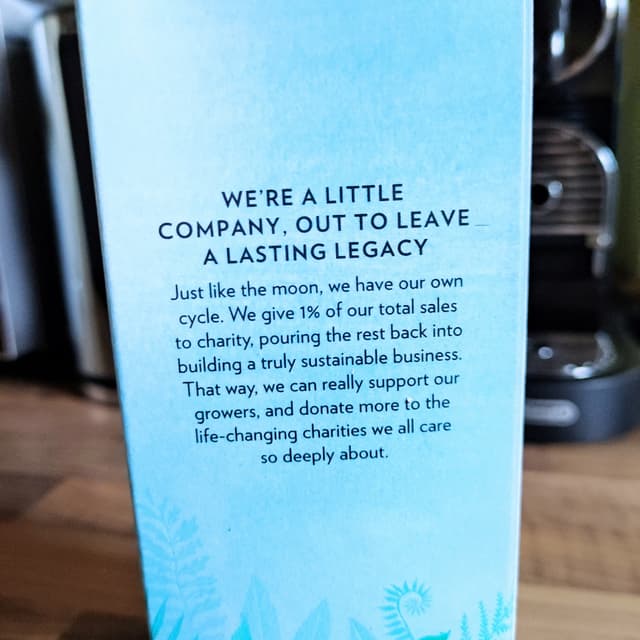 WE'RE A LITTLE
COMPANY, OUT TO LEAVE
A LASTING LEGACY
Just like the moon, we have our own
cycle. We give 1% of our total sales
to charity, pouring the rest back into
building a truly sustainable business.
That way, we can really support our
growers, and donate more to the
life-changing charities we all care
so deeply about.